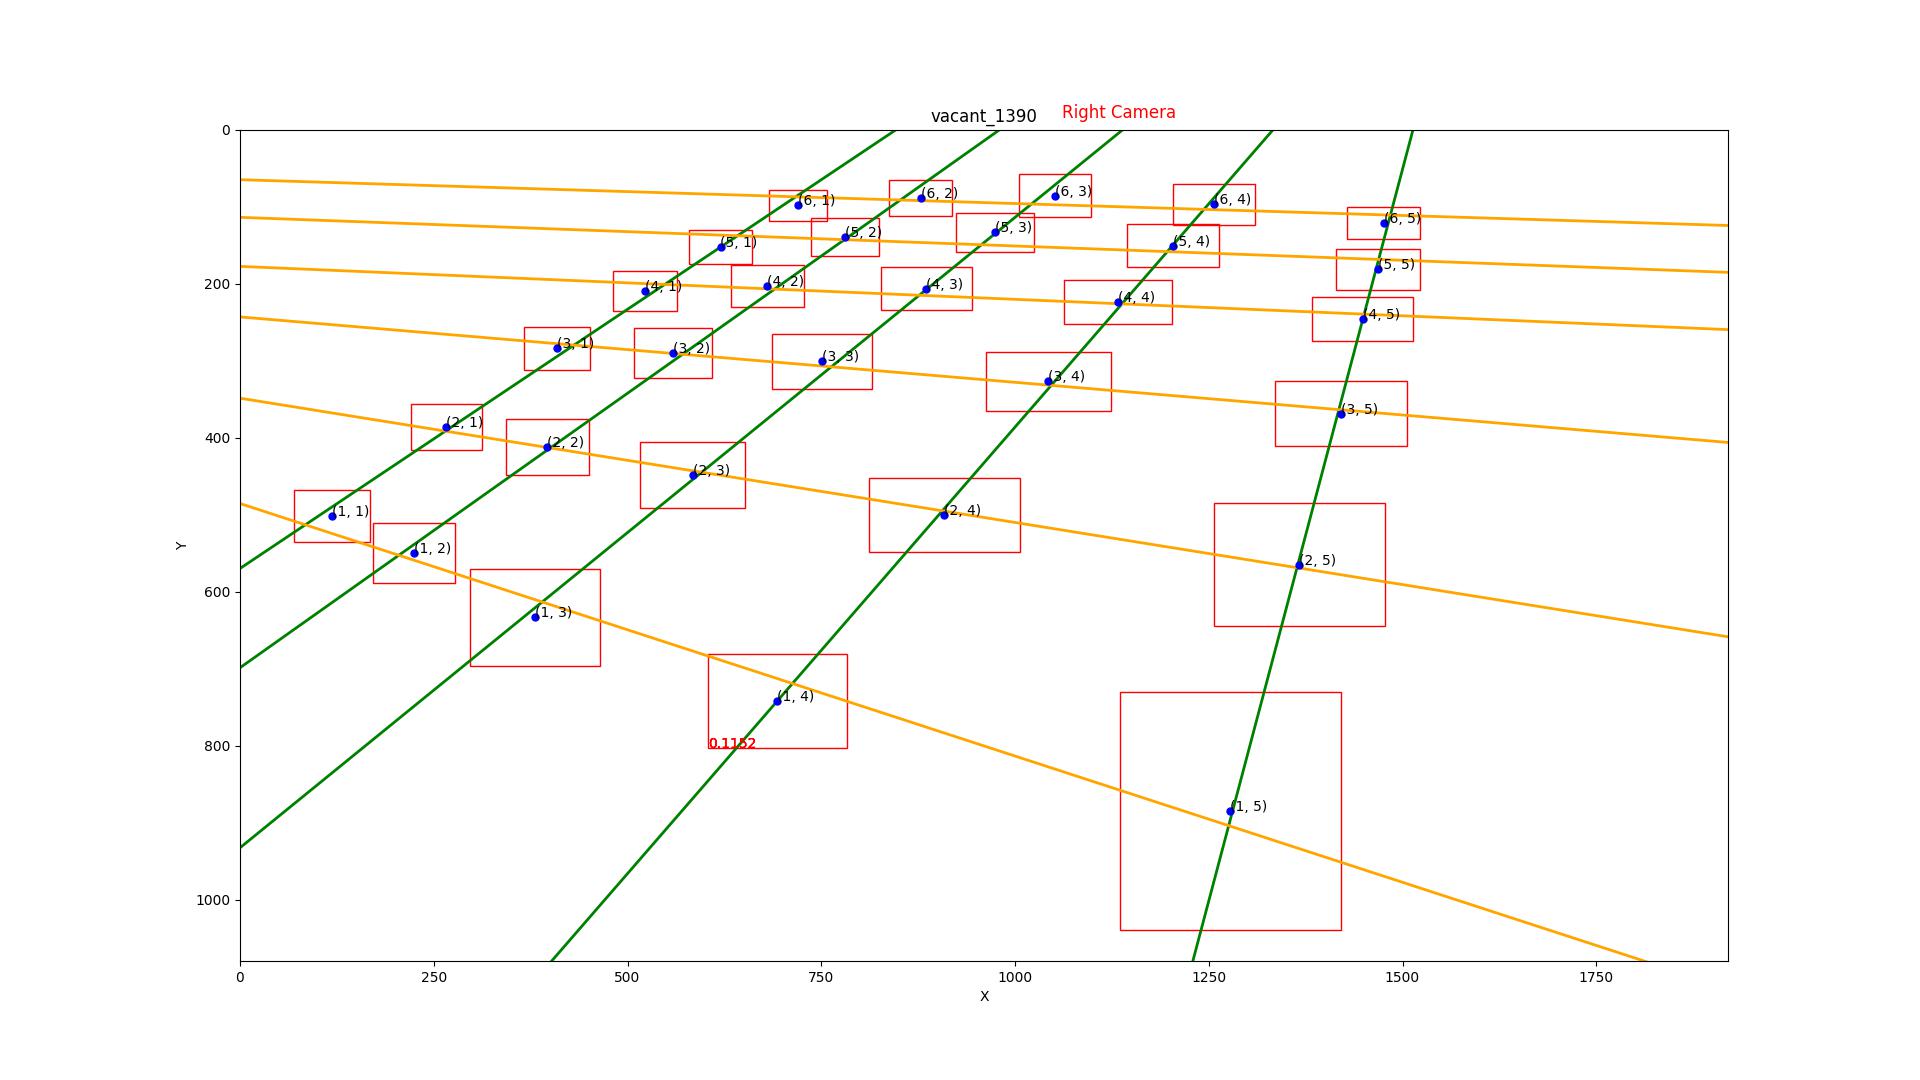 vacant_1390 Right Camera
0
(6, 1) (6, 2) (6, 3) (6, 4) (6, 5)
(5, 1) (5, 2) (5, 3) (5, 4) (5, 5)
200
(4, 1) (4, 2) (4, 3) (4, 4) (4, 5)
(3, 1) (3, 2) (3, 3) (3, 4) (3, 5)
400
(2, 1) (2, 2) (2, 3) (2, 4) (2, 5)
Y
(1, 1) (1, 2) (1, 3) (1, 4) (1, 5)
600
800
0.1152
1000
0 250 500 750 1000 1250 1500 1750
X